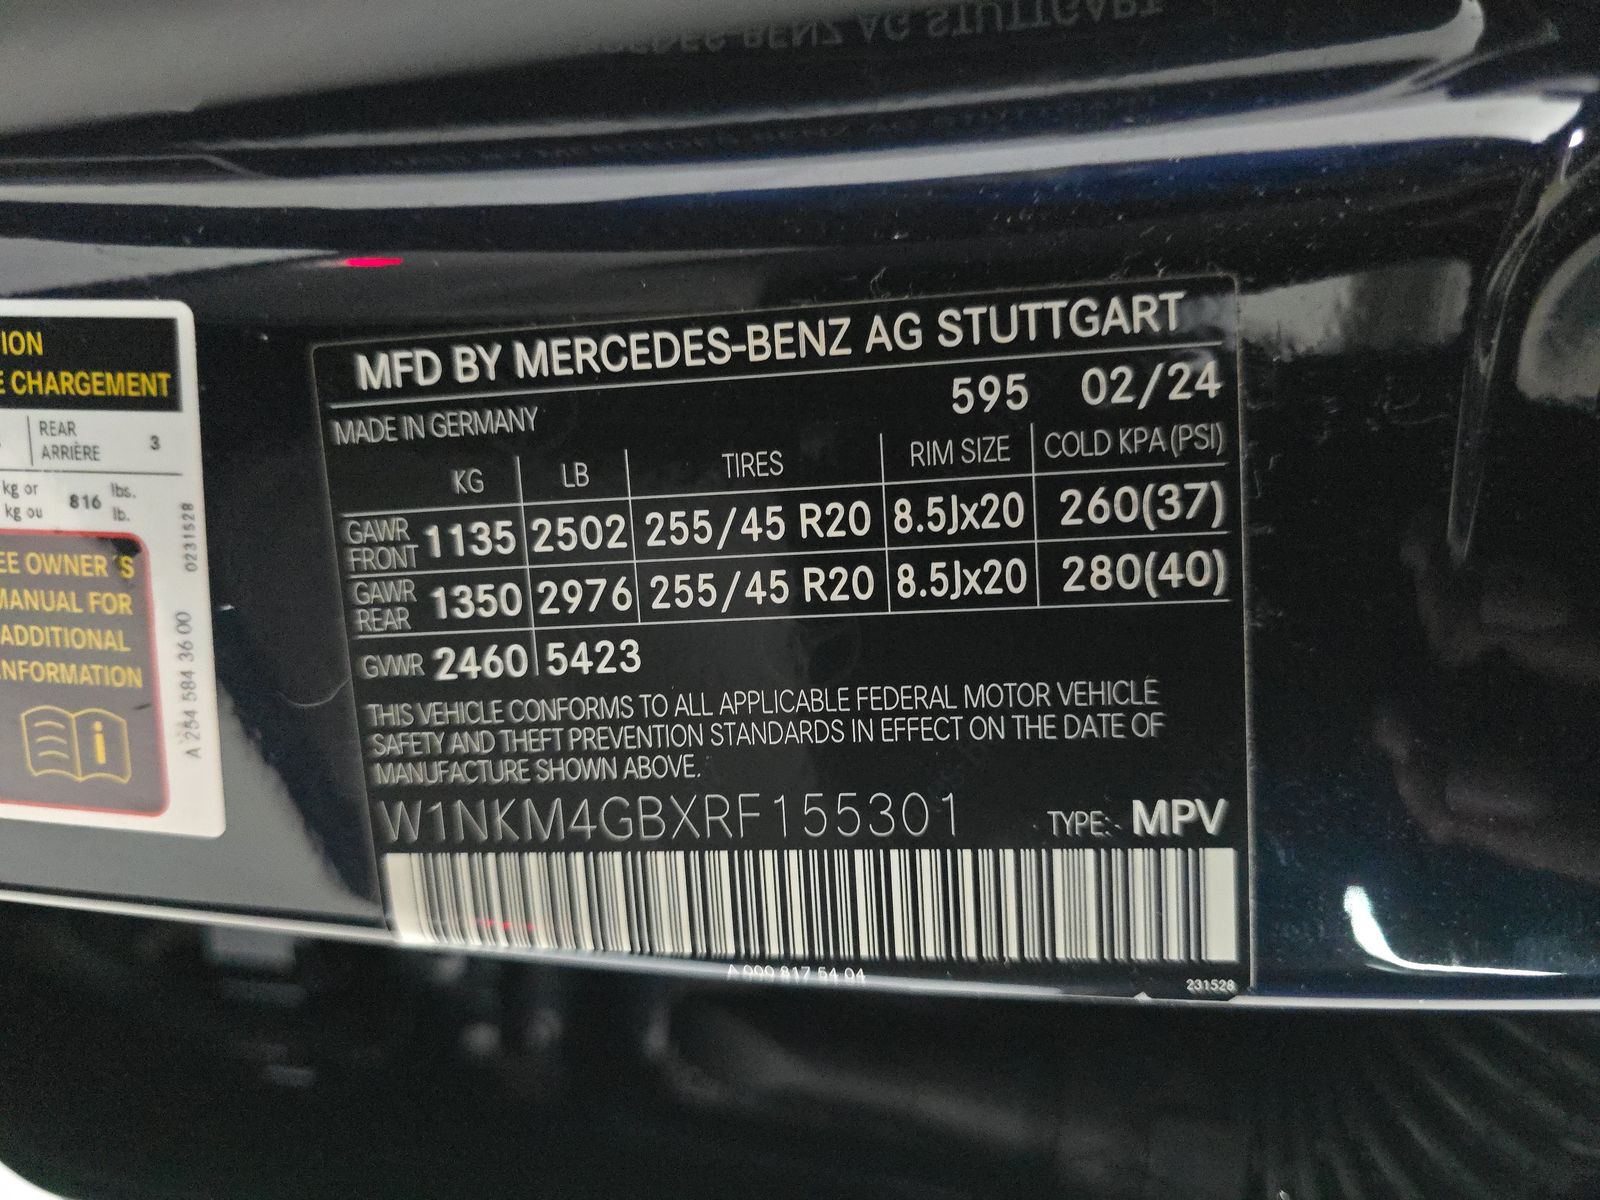 MFD BY MERCEDES-BENZ AG STUTTGART
595 02/24
MADE IN GERMANY
KG LB TIRES RIM SIZE COLD KPA (PSI)
GAWR FRONT 1135 2502 255/45 R20 8.5Jx20 260(37)
GAWR REAR 1350 2976 255/45 R20 8.5Jx20 280(40)
GVWR 2460 5423
THIS VEHICLE CONFORMS TO ALL APPLICABLE FEDERAL MOTOR VEHICLE
SAFETY AND THEFT PREVENTION STANDARDS IN EFFECT ON THE DATE OF
MANUFACTURE SHOWN ABOVE.
W1NKM4GBXRF155301 TYPE: MPV
A 000 817 54 04
231528
ION
E CHARGEMENT
REAR
ARRIÈRE 3
kg or 816 lbs.
kg ou lb.
EE OWNER'S
MANUAL FOR
ADDITIONAL
INFORMATION
A 254 584 36 00 0231528